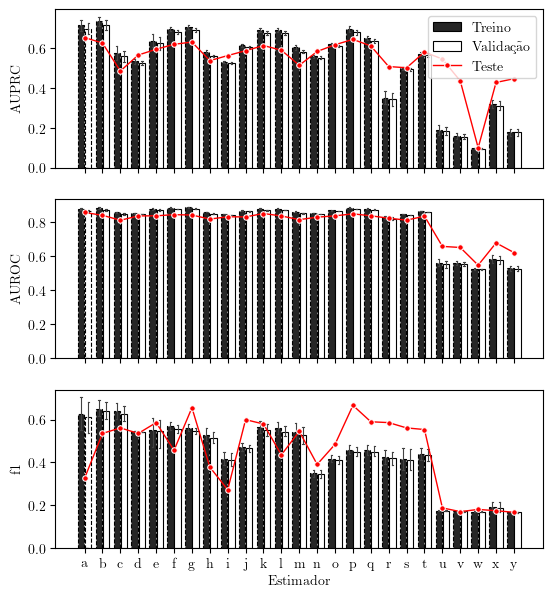 AUPRC
0.6
0.4
0.2
0.0
Treino
Validação
Teste
AUROC
0.8
0.6
0.4
0.2
0.0
f1
0.6
0.4
0.2
0.0
a b c d e f g h i j k l m n o p q r s t u v w x y
Estimador